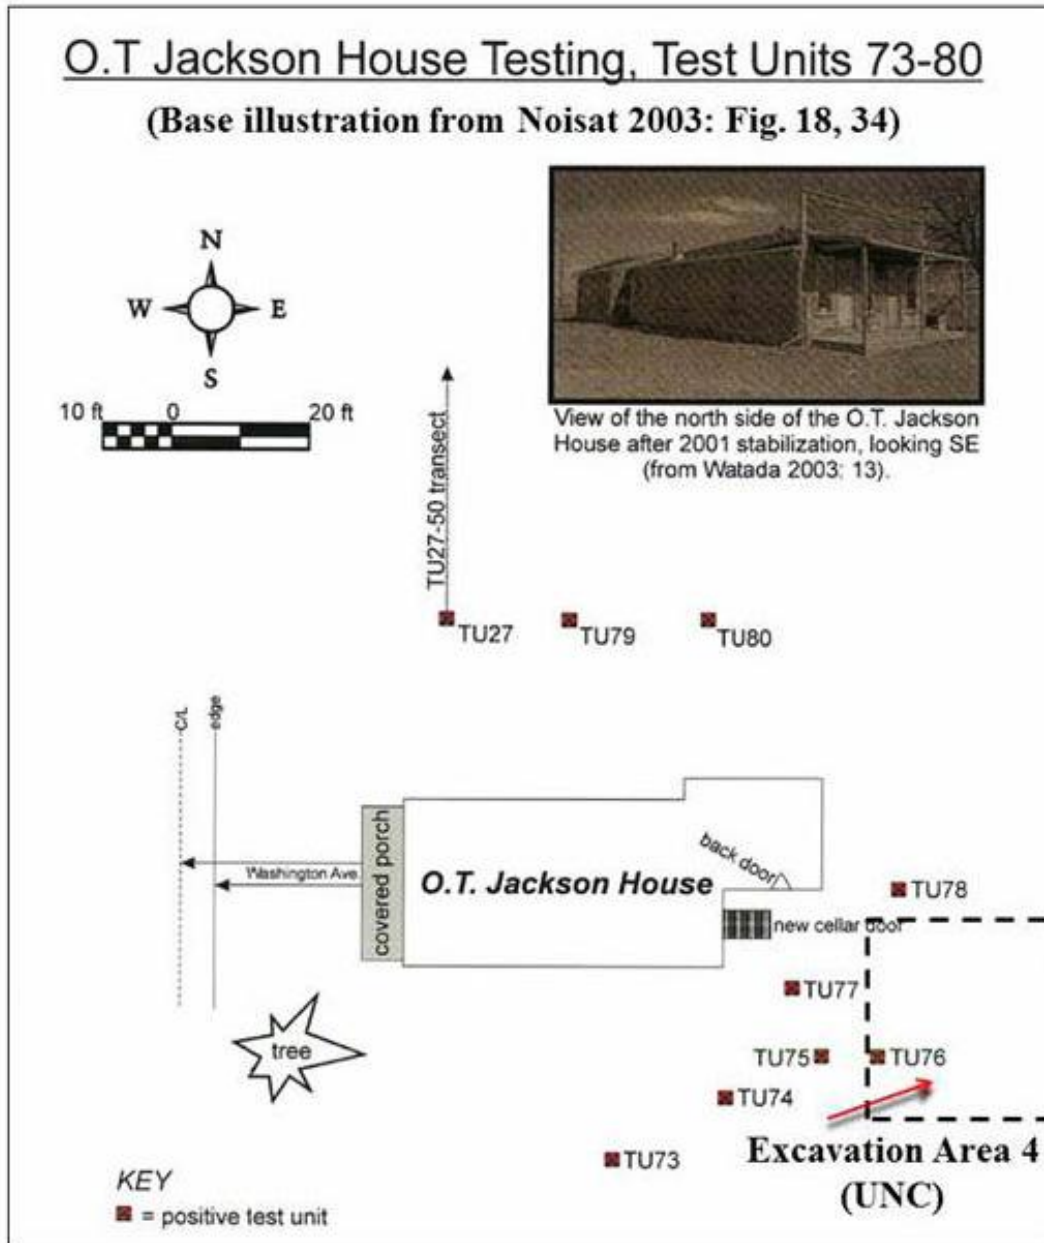 O.T Jackson House Testing, Test Units 73-80
(Base illustration from Noisat 2003: Fig. 18, 34)
N
W
E
S
10 ft
0
20 ft
View of the north side of the O.T. Jackson
House after 2001 stabilization, looking SE
(from Watada 2003: 13).
TU27-50 transect
TU27
TU79
TU80
C/L
edge
Washington Ave.
covered porch
O.T. Jackson House
back door
new cellar door
TU78
TU77
tree
TU75
TU76
TU74
TU73
Excavation Area 4
(UNC)
KEY
= positive test unit